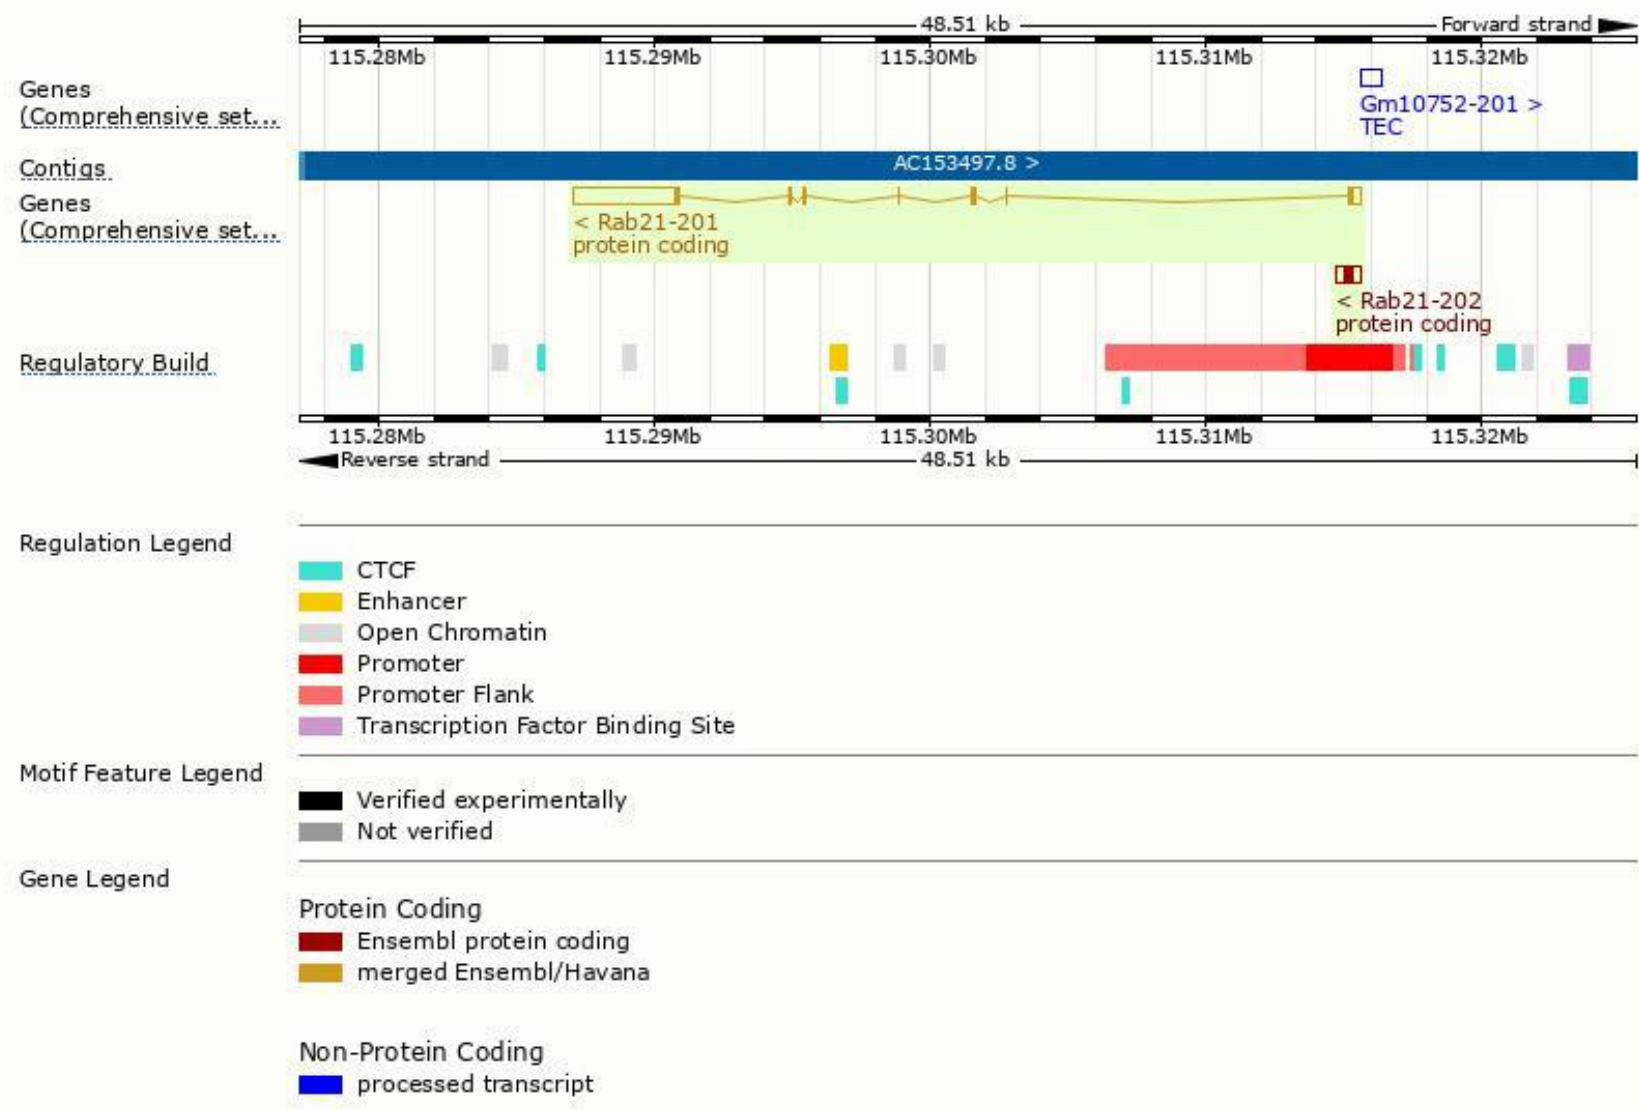 48.51 kb Forward strand
115.28Mb 115.29Mb 115.30Mb 115.31Mb 115.32Mb
Genes
(Comprehensive set...
Gm10752-201 >
TEC
Contigs
AC153497.8 >
Genes
(Comprehensive set...
< Rab21-201
protein coding
< Rab21-202
protein coding
Regulatory Build
115.28Mb 115.29Mb 115.30Mb 115.31Mb 115.32Mb
Reverse strand 48.51 kb
Regulation Legend
CTCF
Enhancer
Open Chromatin
Promoter
Promoter Flank
Transcription Factor Binding Site
Motif Feature Legend
Verified experimentally
Not verified
Gene Legend
Protein Coding
Ensembl protein coding
merged Ensembl/Havana
Non-Protein Coding
processed transcript